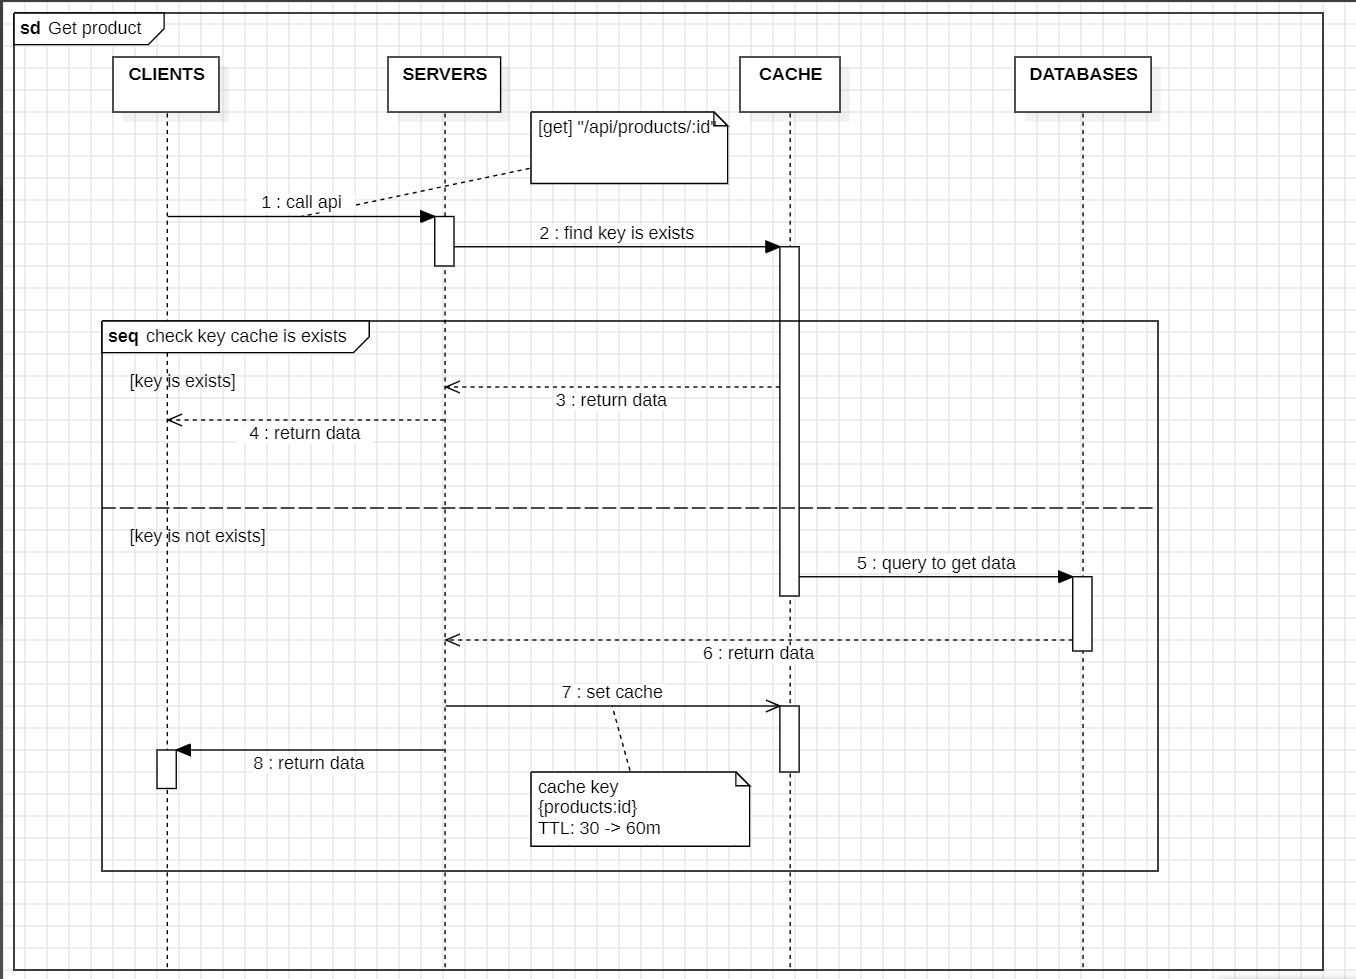 sd Get product
CLIENTS
SERVERS
CACHE
DATABASES
[get] "/api/products/:id"
1 : call api
2 : find key is exists
seq check key cache is exists
[key is exists]
3 : return data
4 : return data
[key is not exists]
5 : query to get data
6 : return data
7 : set cache
8 : return data
cache key
{products:id}
TTL: 30 -> 60m